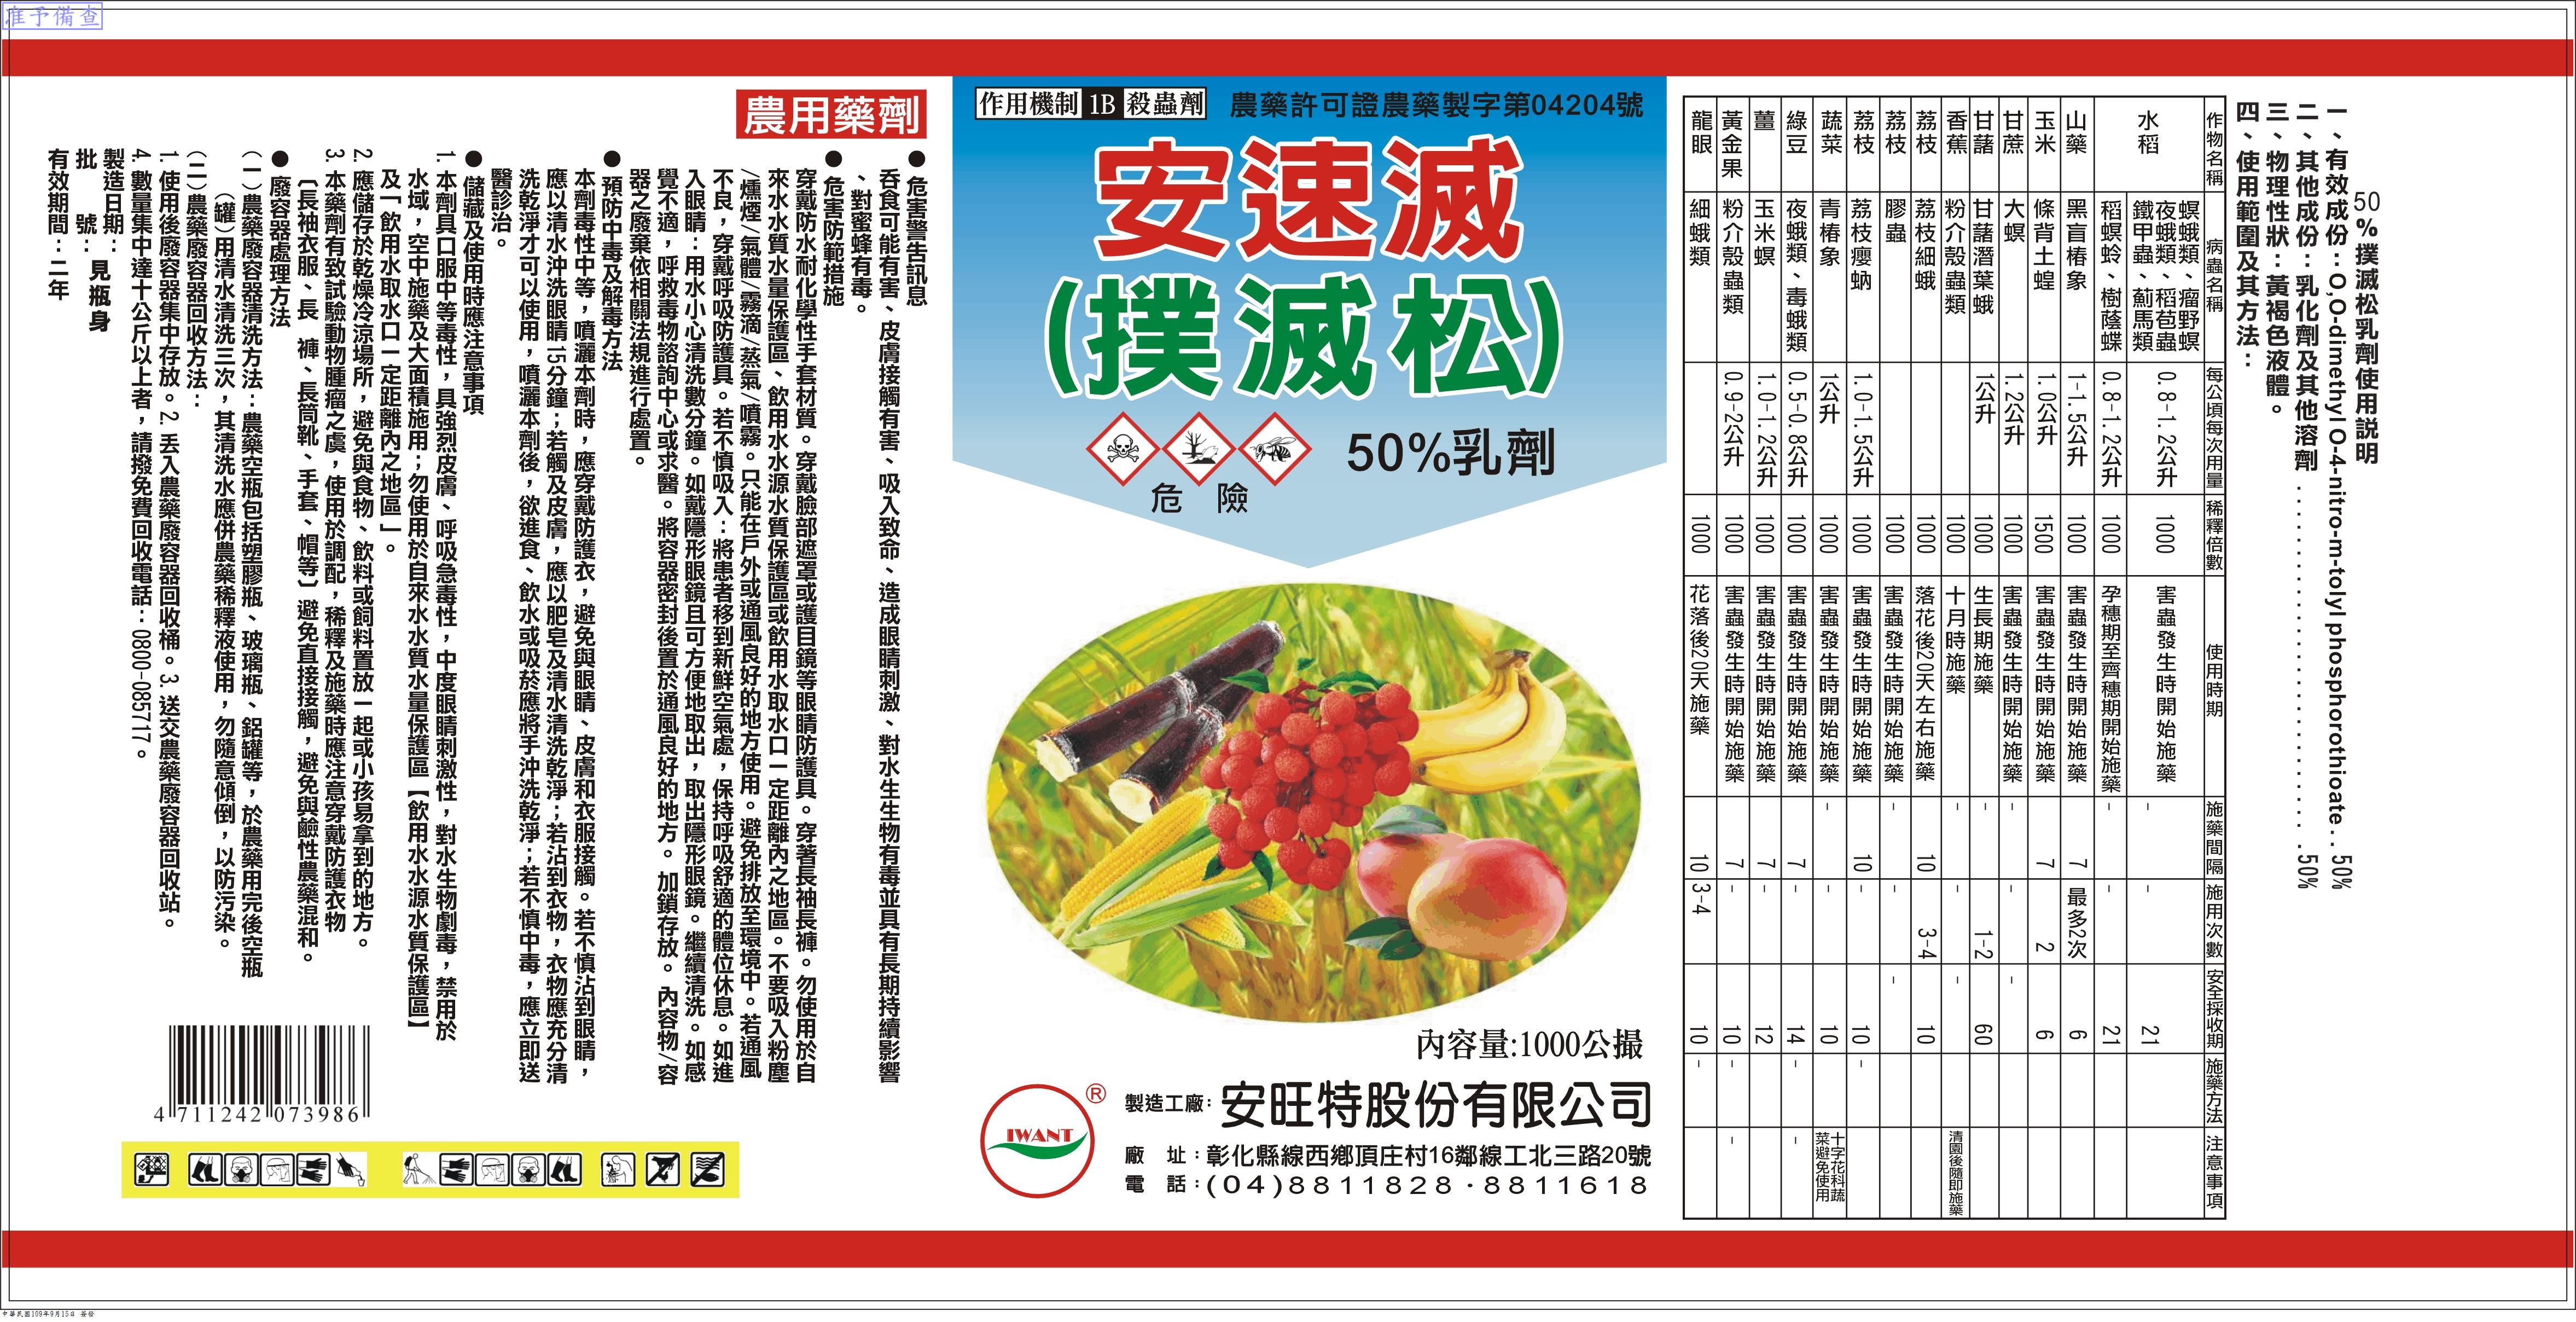 准予備查
農用藥劑
●危害警告訊息
吞食可能有害、皮膚接觸有害、吸入致命、造成眼睛刺激、對水生生物有毒並具有長期持續影響
、對蜜蜂有毒。
●危害防範措施
穿戴防水耐化學性手套材質。穿戴臉部遮罩或護目鏡等眼睛防護具。穿著長袖長褲。勿使用於自
來水水質水量保護區、飲用水水源水質保護區或飲用水取水口一定距離內之地區。不要吸入粉塵
/燻煙/氣體/霧滴/蒸氣/噴霧。只能在戶外或通風良好的地方使用。避免排放至環境中。若通風
不良，穿戴呼吸防護具。若不慎吸入：將患者移到新鮮空氣處，保持呼吸舒適的體位休息。如進
入眼睛：用水小心清洗數分鐘。如戴隱形眼鏡且可方便地取出，取出隱形眼鏡。繼續清洗。如感
覺不適，呼救毒物諮詢中心或求醫。將容器密封後置於通風良好的地方。加鎖存放。內容物/容
器之廢棄依相關法規進行處置。
●預防中毒及解毒方法
本劑毒性中等，噴灑本劑時，應穿戴防護衣，避免與眼睛、皮膚和衣服接觸。若不慎沾到眼睛，
應以清水沖洗眼睛15分鐘；若觸及皮膚，應以肥皂及清水清洗乾淨；若沾到衣物，衣物應充分清
洗乾淨才可以使用，噴灑本劑後，欲進食、飲水或吸菸應將手沖洗乾淨；若不慎中毒，應立即送
醫診治。
●儲藏及使用時應注意事項
1. 本劑具口服中等毒性，具強烈皮膚、呼吸急毒性，中度眼睛刺激性，對水生物劇毒，禁用於
水域，空中施藥及大面積施用；勿使用於自來水水質水量保護區【飲用水水源水質保護區】
及「飲用水取水口一定距離內之地區」。
2. 應儲存於乾燥冷涼場所，避免與食物、飲料或飼料置放一起或小孩易拿到的地方。
3. 本藥劑有致試驗動物腫瘤之虞，使用於調配，稀釋及施藥時應注意穿戴防護衣物
〔長袖衣服、長 褲、長筒靴、手套、帽等〕避免直接接觸，避免與鹼性農藥混和。
●廢容器處理方法
(一)農藥廢容器清洗方法：農藥空瓶包括塑膠瓶、玻璃瓶、鋁罐等，於農藥用完後空瓶
(罐)用清水清洗三次，其清洗水應併農藥稀釋液使用，勿隨意傾倒，以防污染。
(二)農藥廢容器回收方法：
1. 使用後廢容器集中存放。2. 丟入農藥廢容器回收桶。3. 送交農藥廢容器回收站。
4. 數量集中達十公斤以上者，請撥免費回收電話：0800-085717。
製造日期：
批 號：見瓶身
有效期間：二年
4 711242 073986
作用機制 1B 殺蟲劑 農藥許可證農藥製字第04204號
安速滅
(撲滅松)
50%乳劑
危 險
內容量:1000公撮
IWANT ®
製造工廠: 安旺特股份有限公司
廠 址：彰化縣線西鄉頂庄村16鄰線工北三路20號
電 話：(04)8811828·8811618
50%撲滅松乳劑使用說明
一、有效成份：O,O-dimethyl O-4-nitro-m-tolyl phosphorothioate...50%
二、其他成份：乳化劑及其他溶劑......50%
三、物理性狀：黃褐色液體。
四、使用範圍及其方法：
作物名稱 病蟲名稱 每公頃每次用量 稀釋倍數 使用時期 施藥間隔 施用次數 安全採收期 施藥方法 注意事項
水稻 螟蛾類、瘤野螟 夜蛾類、稻苞蟲 鐵甲蟲、薊馬類 0.8-1.2公升 1000 害蟲發生時開始施藥 - - 21
稻螟蛉、樹蔭蝶 0.8-1.2公升 1000 孕穗期至齊穗期開始施藥 - - 21
山藥 黑盲椿象 1-1.5公升 1000 害蟲發生時開始施藥 7 最多2次 6
玉米 條背土蝗 1.0公升 1500 害蟲發生時開始施藥 7 2 6
甘蔗 大螟 1.2公升 1000 害蟲發生時開始施藥 - - -
甘藷 甘藷潛葉蛾 1公升 1000 生長期施藥 - 1-2 60
香蕉 粉介殼蟲類 1000 十月時施藥 - - - 清園後隨即施藥
荔枝 荔枝細蛾 1000 落花後20天左右施藥 10 3-4 10
荔枝 膠蟲 1000 害蟲發生時開始施藥 - - -
荔枝 荔枝癭蚋 1.0-1.5公升 1000 害蟲發生時開始施藥 10 - 10 -
蔬菜 青椿象 1公升 1000 害蟲發生時開始施藥 - - 10 十字花科蔬菜避免使用
綠豆 夜蛾類、毒蛾類 0.5-0.8公升 1000 害蟲發生時開始施藥 7 - 14 - -
薑 玉米螟 1.0-1.2公升 1000 害蟲發生時開始施藥 7 - 12
黃金果 粉介殼蟲類 0.9-2公升 1000 害蟲發生時開始施藥 7 - 10 - -
龍眼 細蛾類 1000 花落後20天施藥 10 3-4 10 -
中華民國109年9月15日 簽發